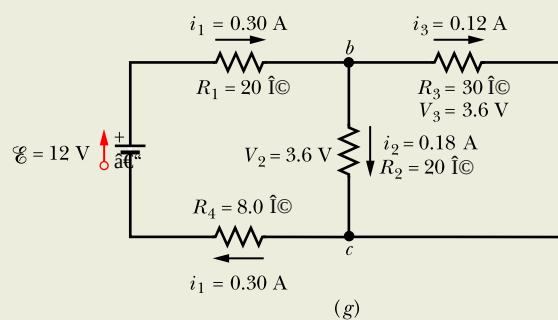 i₁ = 0.30 A
i₃ = 0.12 A
b
R₁ = 20 Î©
R₃ = 30 Î©
V₃ = 3.6 V
+
ℰ = 12 V
â€“
V₂ = 3.6 V
i₂ = 0.18 A
R₂ = 20 Î©
R₄ = 8.0 Î©
c
i₁ = 0.30 A
(g)